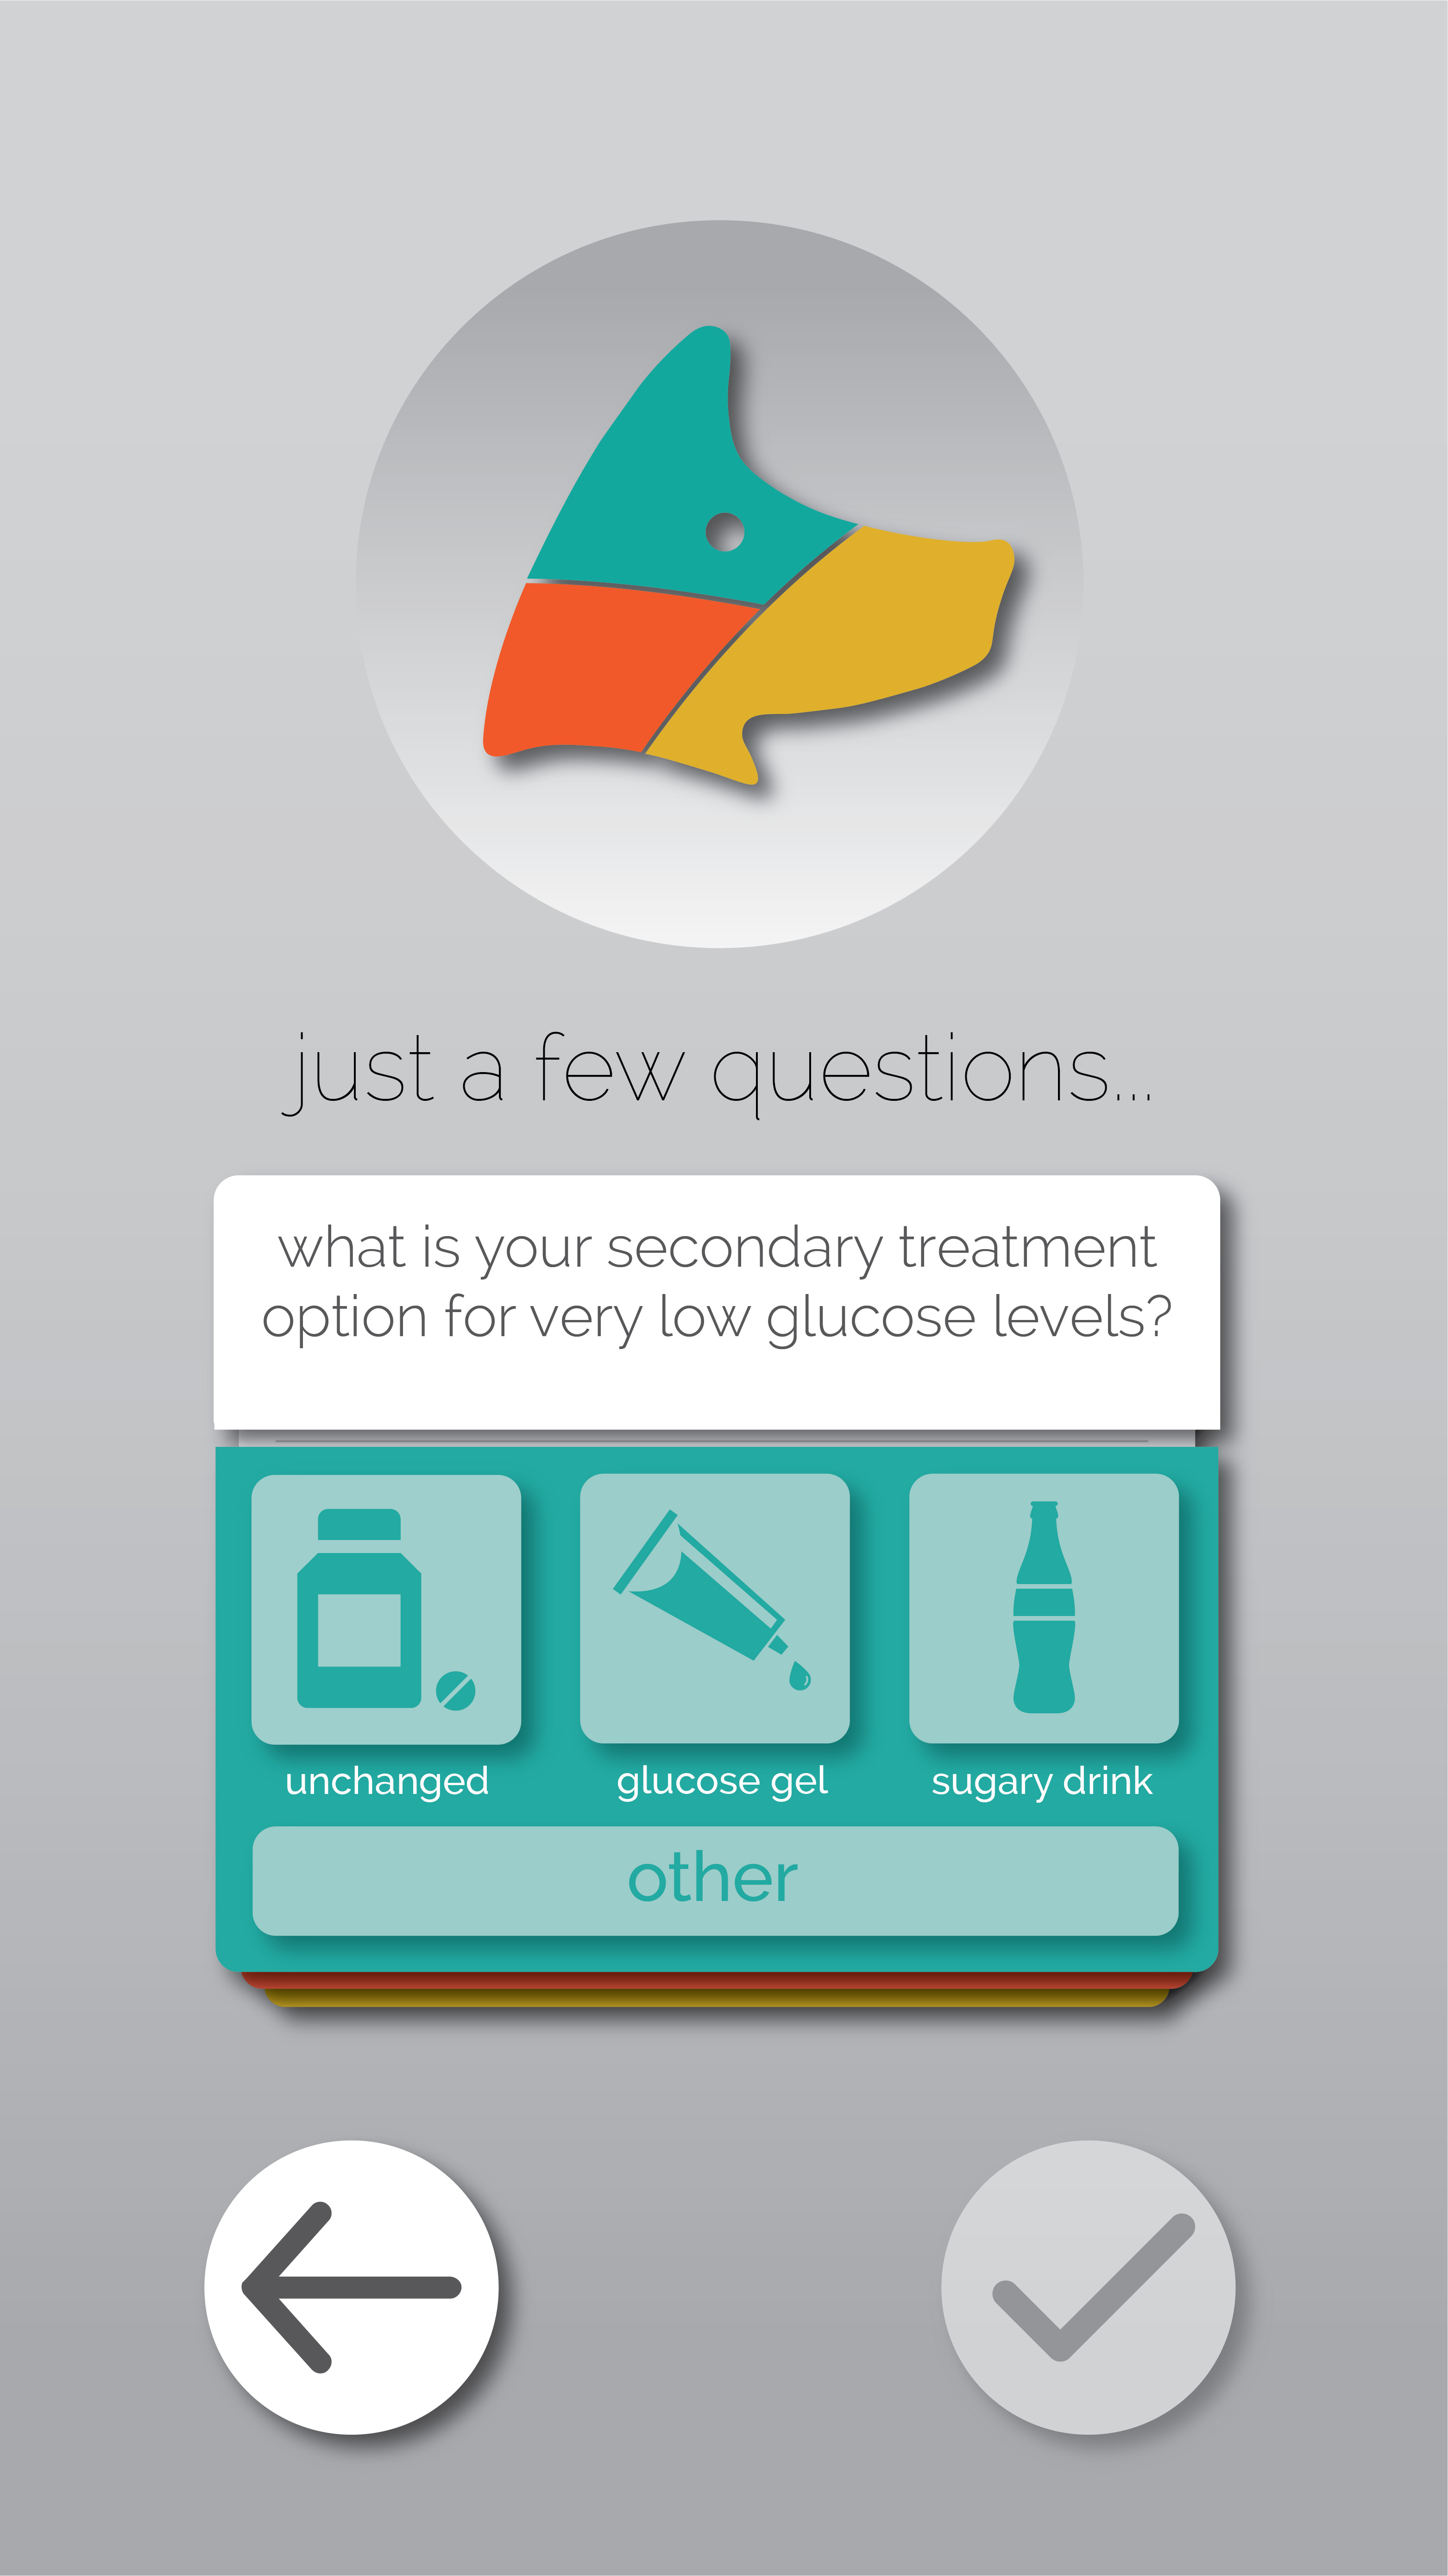 just a few questions...
what is your secondary treatment
option for very low glucose levels?
unchanged
glucose gel
sugary drink
other